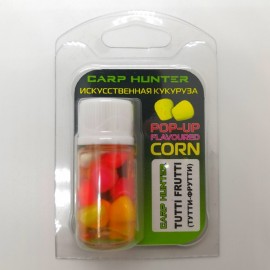 CARP HUNTER
ИСКУССТВЕННАЯ КУКУРУЗА
POP-UP
FLAVOURED
CORN
CARP HUNTER
TUTTI FRUTTI
(ТУТТИ-ФРУТТИ)